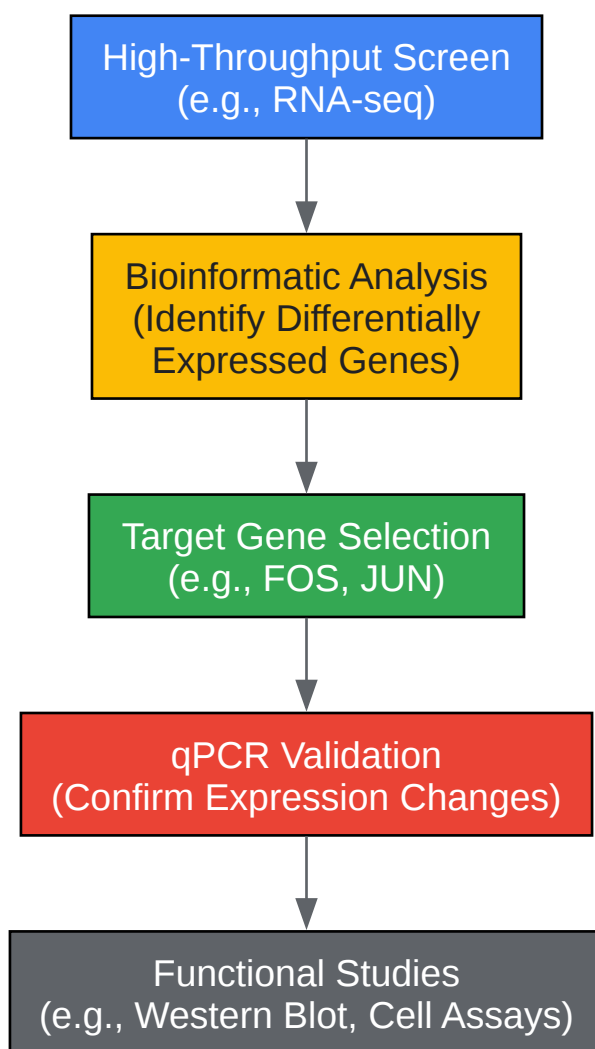 High-Throughput Screen
(e.g., RNA-seq)
Bioinformatic Analysis
(Identify Differentially
Expressed Genes)
Target Gene Selection
(e.g., FOS, JUN)
qPCR Validation
(Confirm Expression Changes)
Functional Studies
(e.g., Western Blot, Cell Assays)